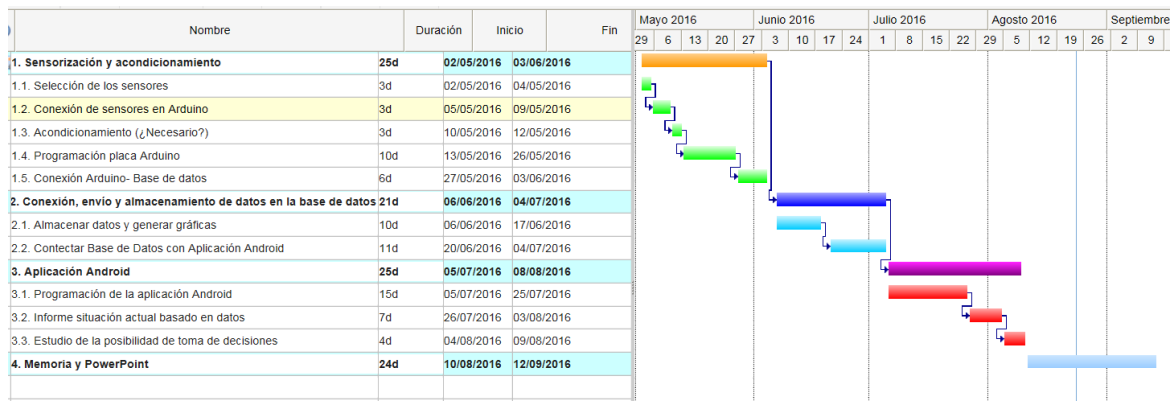 Nombre Duración Inicio Fin Mayo 2016 Junio 2016 Julio 2016 Agosto 2016 Septiembre
29 6 13 20 27 3 10 17 24 1 8 15 22 29 5 12 19 26 2 9
1. Sensorización y acondicionamiento 25d 02/05/2016 03/06/2016
1.1. Selección de los sensores 3d 02/05/2016 04/05/2016
1.2. Conexión de sensores en Arduino 3d 05/05/2016 09/05/2016
1.3. Acondicionamiento (¿Necesario?) 3d 10/05/2016 12/05/2016
1.4. Programación placa Arduino 10d 13/05/2016 26/05/2016
1.5. Conexión Arduino- Base de datos 6d 27/05/2016 03/06/2016
2. Conexión, envío y almacenamiento de datos en la base de datos 21d 06/06/2016 04/07/2016
2.1. Almacenar datos y generar gráficas 10d 06/06/2016 17/06/2016
2.2. Contectar Base de Datos con Aplicación Android 11d 20/06/2016 04/07/2016
3. Aplicación Android 25d 05/07/2016 08/08/2016
3.1. Programación de la aplicación Android 15d 05/07/2016 25/07/2016
3.2. Informe situación actual basado en datos 7d 26/07/2016 03/08/2016
3.3. Estudio de la posibilidad de toma de decisiones 4d 04/08/2016 09/08/2016
4. Memoria y PowerPoint 24d 10/08/2016 12/09/2016